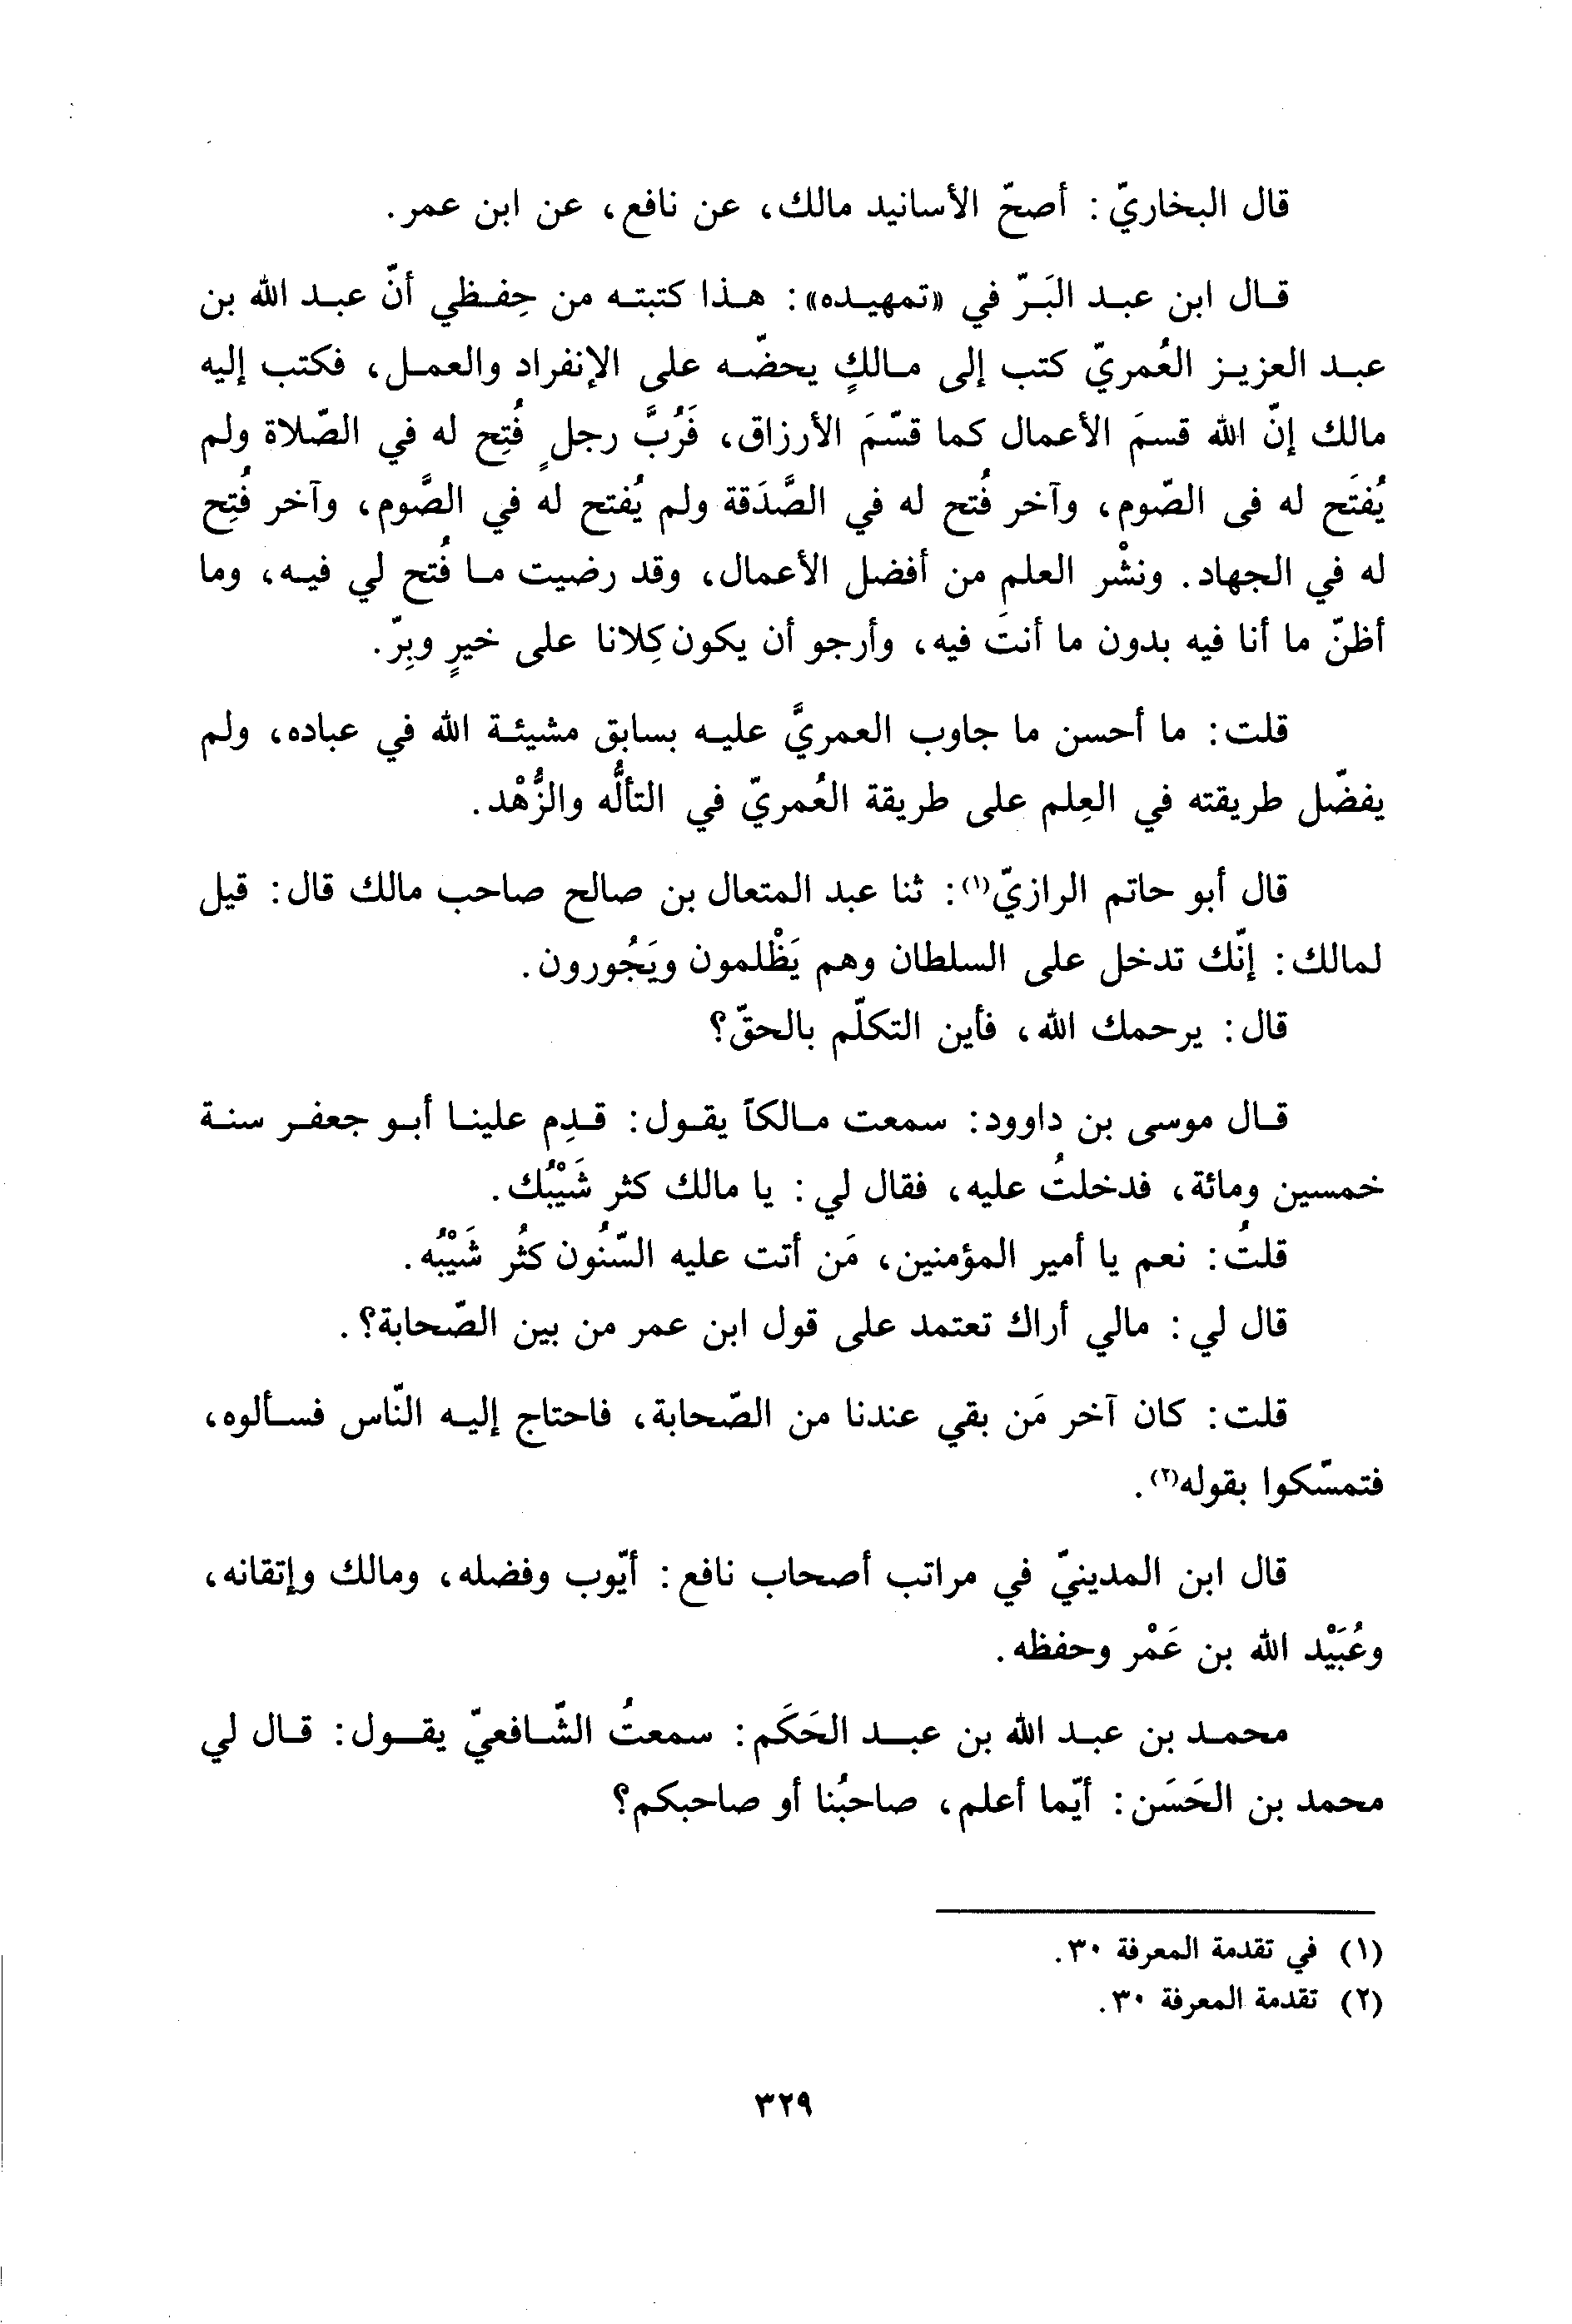 قال البخاريّ: أصحّ الأسانيد مالك، عن نافع، عن ابن عمر.
قال ابن عبد البَرّ في «تمهيده»: هذا كتبته من حِفظي أنّ عبد الله بن
عبد العزيز العُمريّ كتب إلى مالكٍ يحضّه على الإنفراد والعمل، فكتب إليه
مالك إنّ الله قسمَ الأعمال كما قسّمَ الأرزاق، فَرُبَّ رجلٍ فُتِح له في الصّلاة ولم
يُفتَح له فى الصّوم، وآخر فُتح له في الصَّدَقة ولم يُفتح له في الصَّوم، وآخر فُتِح
له في الجهاد. ونشْر العلم من أفضل الأعمال، وقد رضيت ما فُتح لي فيه، وما
أظنّ ما أنا فيه بدون ما أنتَ فيه، وأرجو أن يكون كِلانا على خيرٍ وبِرّ.
قلت: ما أحسن ما جاوب العمريَّ عليه بسابق مشيئة الله في عباده، ولم
يفضّل طريقته في العِلم على طريقة العُمريّ في التألُّه والزُّهْد.
قال أبو حاتم الرازيّ(١): ثنا عبد المتعال بن صالح صاحب مالك قال: قيل
لمالك: إنّك تدخل على السلطان وهم يَظْلمون ويَجُورون.
قال: يرحمك الله، فأين التكلّم بالحقّ؟
قال موسى بن داوود: سمعت مالكاً يقول: قدِم علينا أبو جعفر سنة
خمسين ومائة، فدخلتُ عليه، فقال لي: يا مالك كثر شَيْبُك.
قلتُ: نعم يا أمير المؤمنين، مَن أتت عليه السّنُون كثُر شَيْبُه.
قال لي: مالي أراك تعتمد على قول ابن عمر من بين الصّحابة؟.
قلت: كان آخر مَن بقي عندنا من الصّحابة، فاحتاج إليه النّاس فسألوه،
فتمسّكوا بقوله(٢).
قال ابن المدينيّ في مراتب أصحاب نافع: أيّوب وفضله، ومالك وإتقانه،
وعُبَيْد الله بن عَمْر وحفظه.
محمد بن عبد الله بن عبد الحَكَم: سمعتُ الشّافعيّ يقول: قال لي
محمد بن الحَسَن: أيّما أعلم، صاحبُنا أو صاحبكم؟
(١) في تقدمة المعرفة ٣٠.
(٢) تقدمة المعرفة ٣٠.
٣٢٩